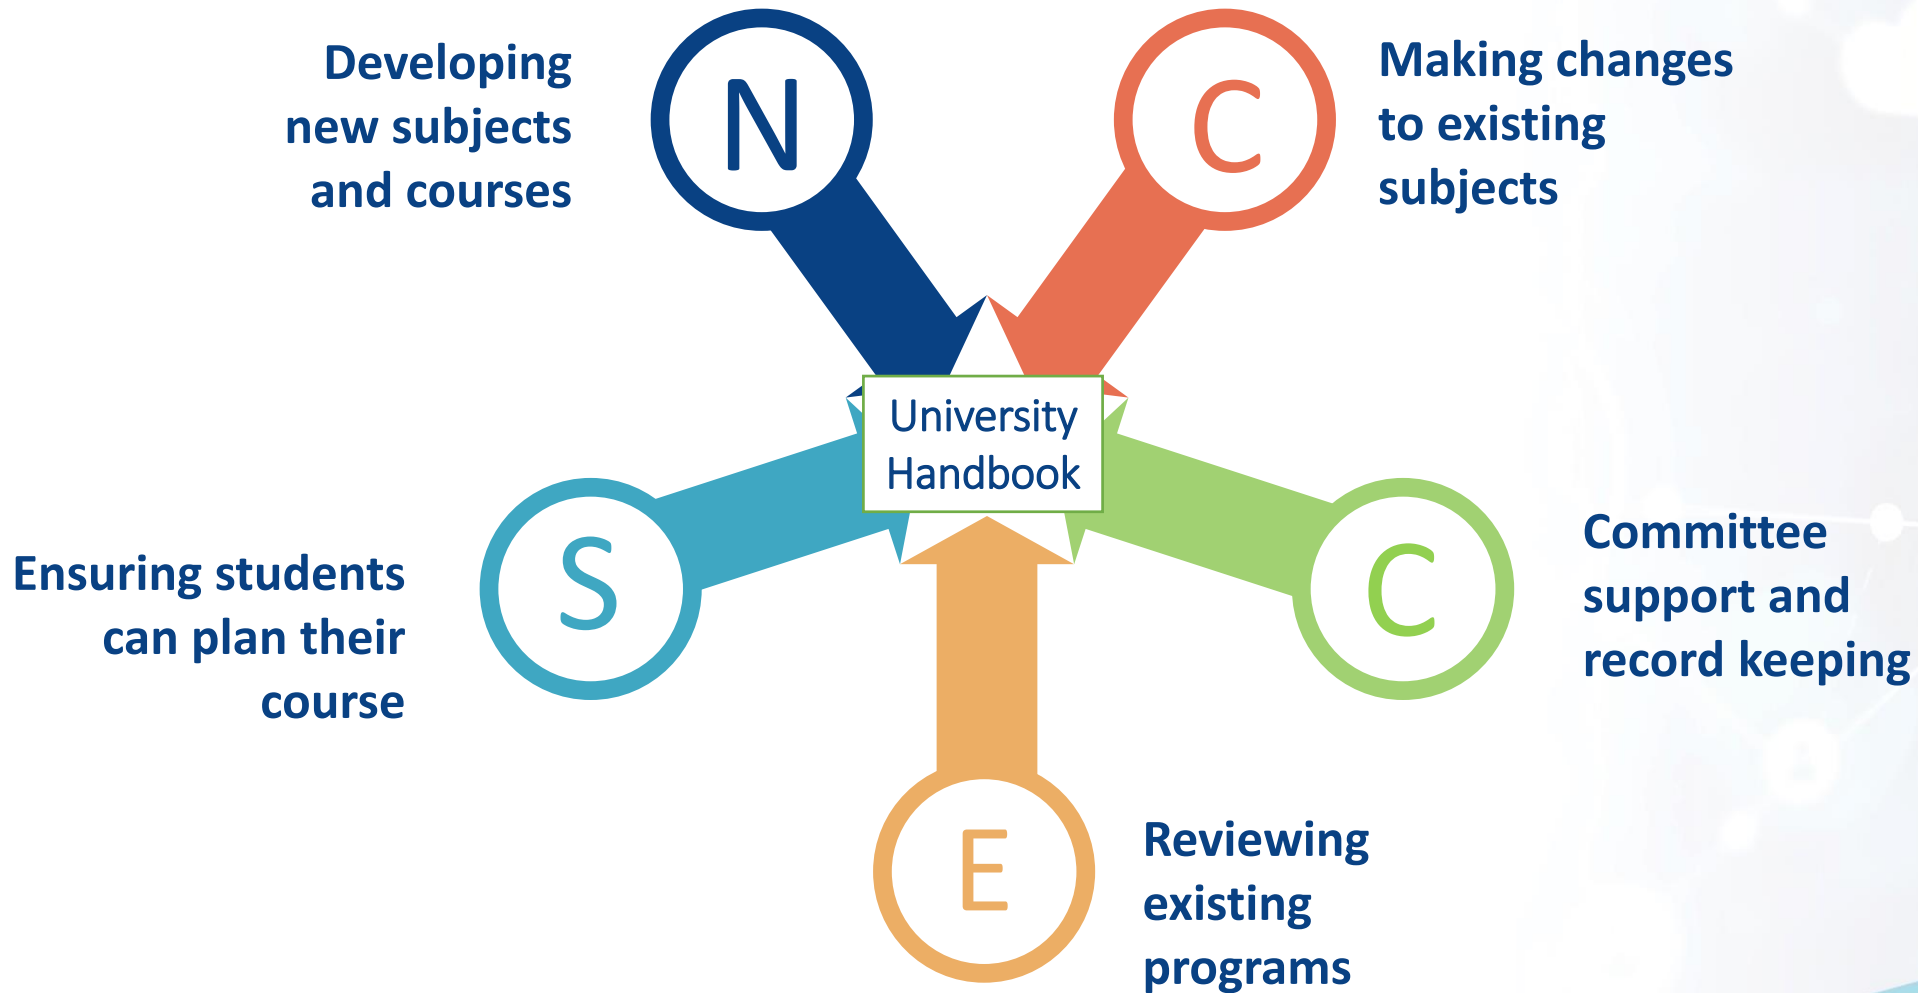 Developing
new subjects
and courses
N
C
Making changes
to existing
subjects
University
Handbook
Ensuring students
can plan their
course
S
C
Committee
support and
record keeping
E
Reviewing
existing
programs